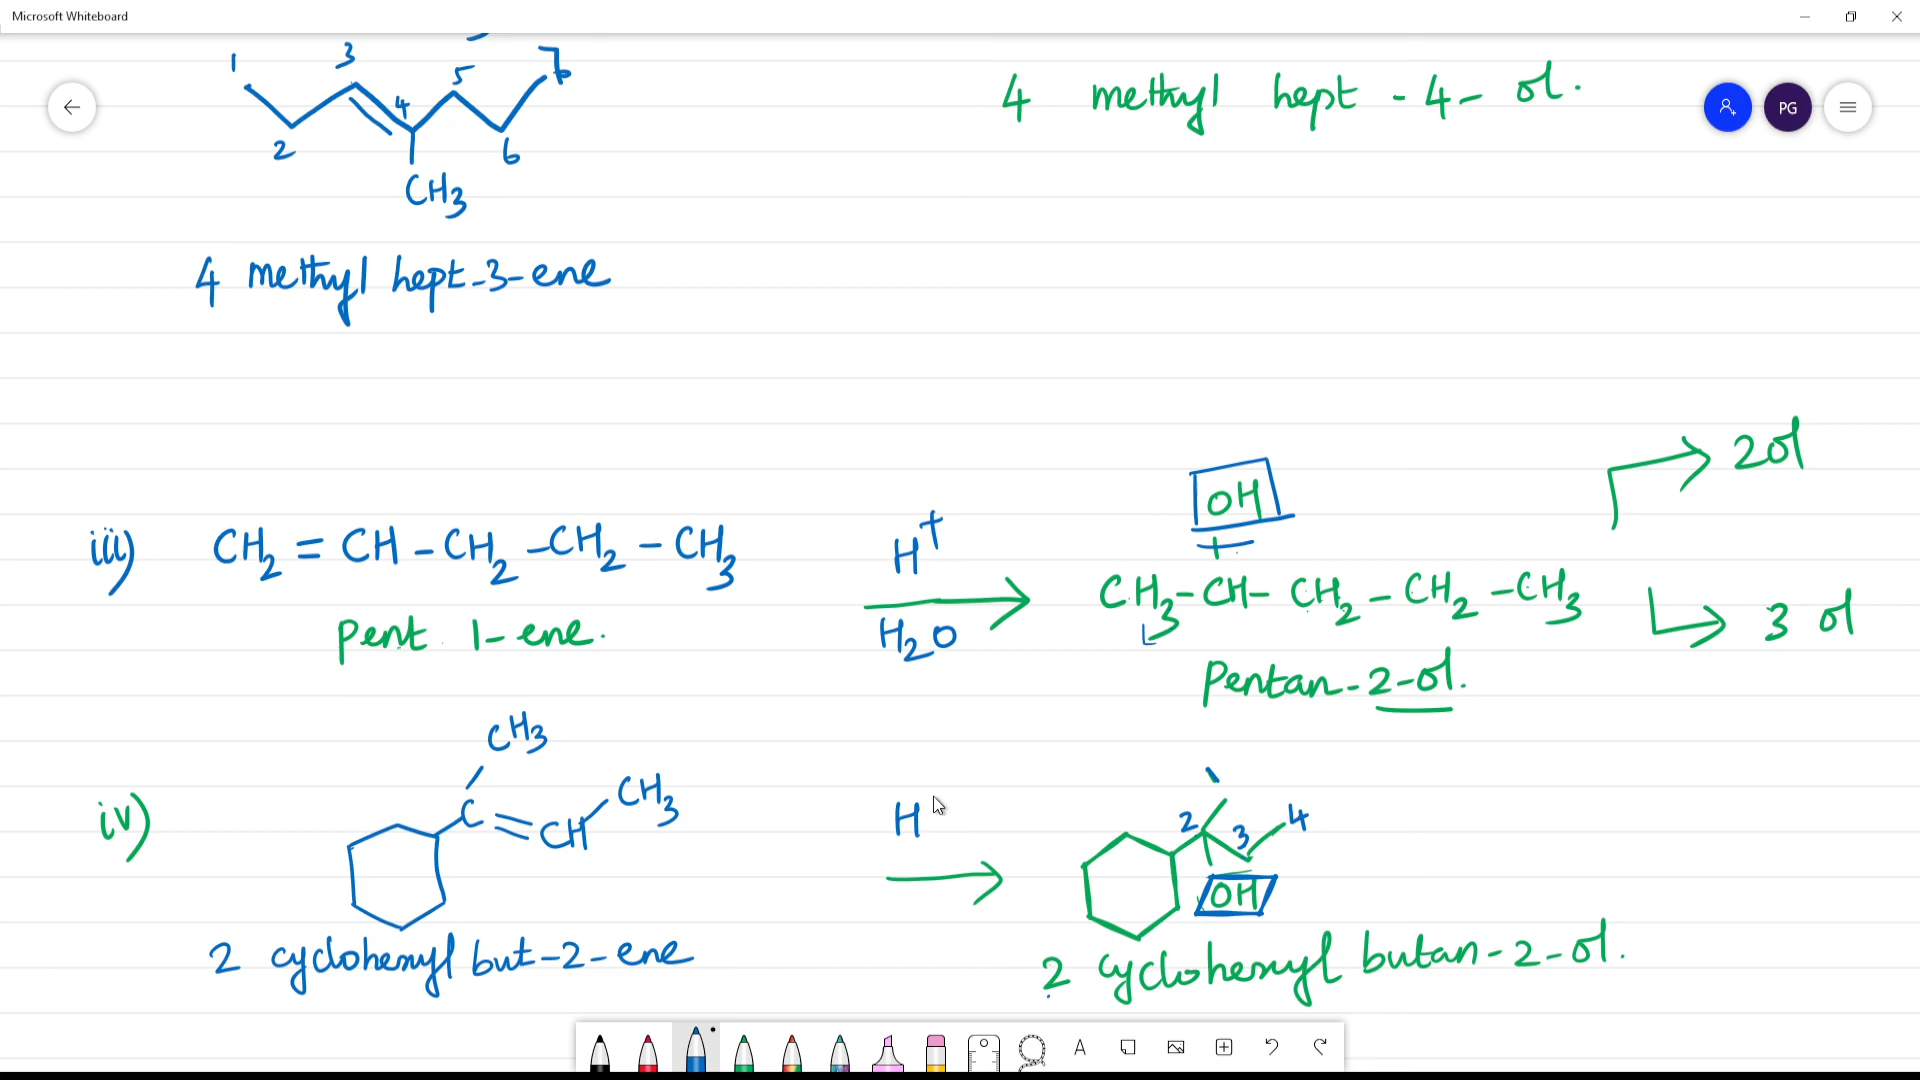 Microsoft Whiteboard
1 3 5 7
4
2 6
CH3
4 methyl hept-3-ene
4 methyl hept-4-ol.
PG
OH
2ol
iii) CH2 = CH - CH2 - CH2 - CH3
H+
H2O
CH3 - CH - CH2 - CH2 - CH3
3 ol
Pent 1-ene.
Pentan-2-ol.
iv)
CH3
C = CH CH3
H
2 3 4
OH
2 cyclohexyl but-2-ene
2 cyclohexyl butan-2-ol.
A